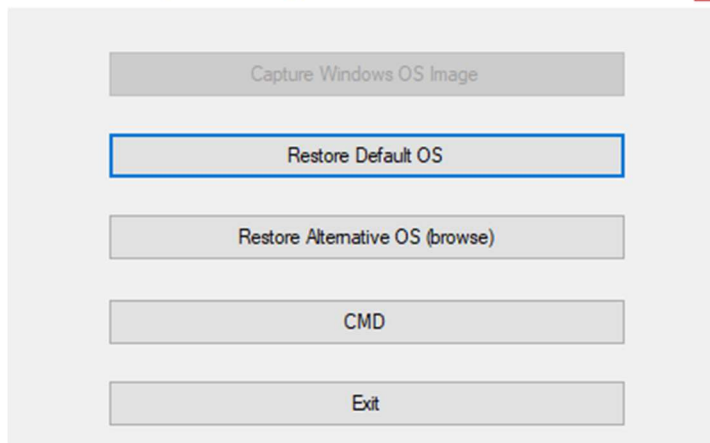 Capture Windows OS Image
Restore Default OS
Restore Alternative OS (browse)
CMD
Exit